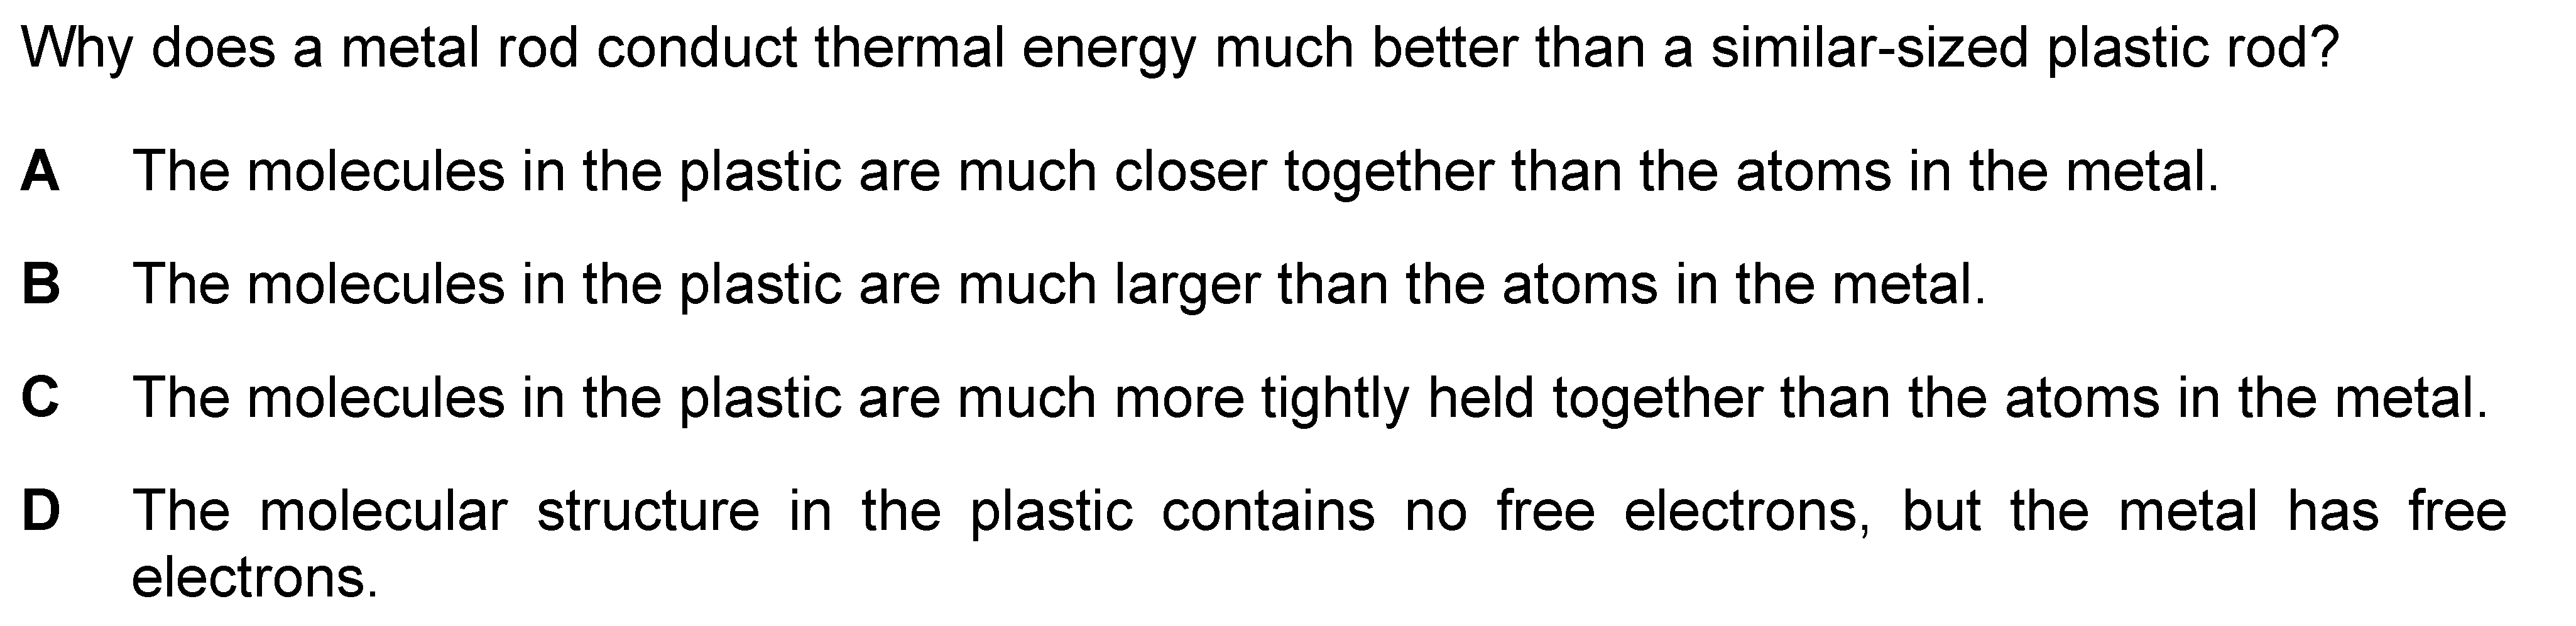 Why does a metal rod conduct thermal energy much better than a similar-sized plastic rod?
A The molecules in the plastic are much closer together than the atoms in the metal.
B The molecules in the plastic are much larger than the atoms in the metal.
C The molecules in the plastic are much more tightly held together than the atoms in the metal.
D The molecular structure in the plastic contains no free electrons, but the metal has free
electrons.